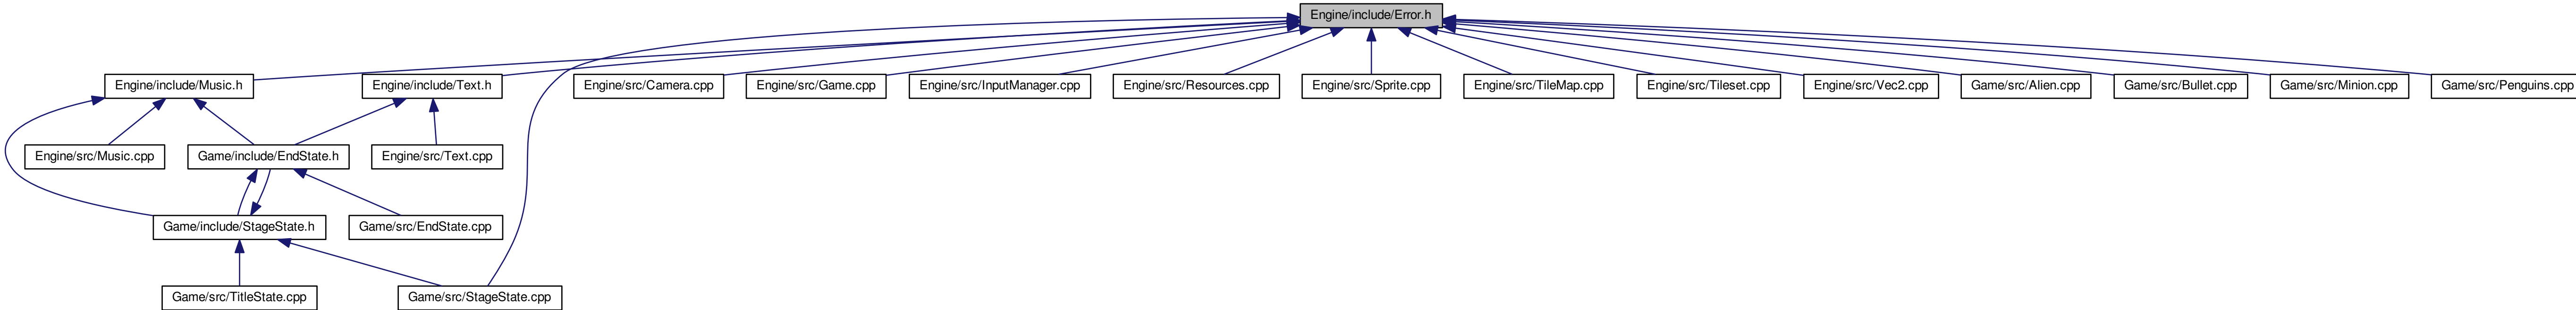 Engine/include/Error.h
Engine/include/Music.h
Engine/include/Text.h
Engine/src/Camera.cpp
Engine/src/Game.cpp
Engine/src/InputManager.cpp
Engine/src/Resources.cpp
Engine/src/Sprite.cpp
Engine/src/TileMap.cpp
Engine/src/Tileset.cpp
Engine/src/Vec2.cpp
Game/src/Alien.cpp
Game/src/Bullet.cpp
Game/src/Minion.cpp
Game/src/Penguins.cpp
Engine/src/Music.cpp
Game/include/EndState.h
Engine/src/Text.cpp
Game/include/StageState.h
Game/src/EndState.cpp
Game/src/TitleState.cpp
Game/src/StageState.cpp